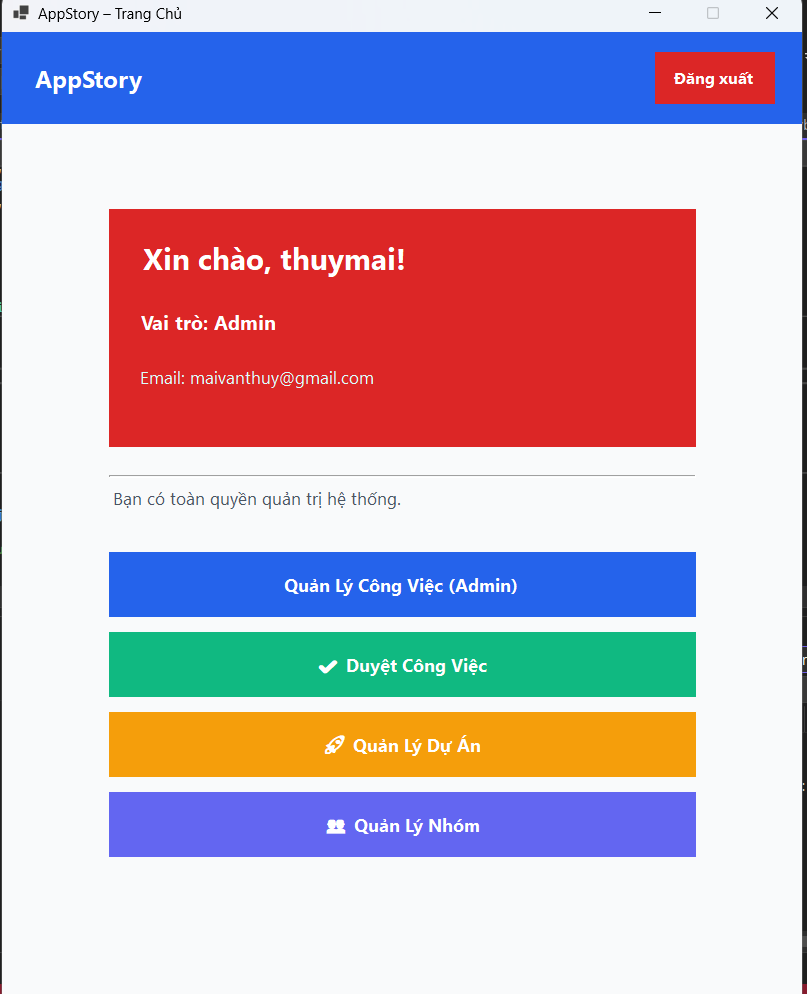 AppStory – Trang Chủ
AppStory
Đăng xuất
Xin chào, thuymai!
Vai trò: Admin
Email: maivanthuy@gmail.com
Bạn có toàn quyền quản trị hệ thống.
Quản Lý Công Việc (Admin)
✔ Duyệt Công Việc
🚀 Quản Lý Dự Án
👥 Quản Lý Nhóm